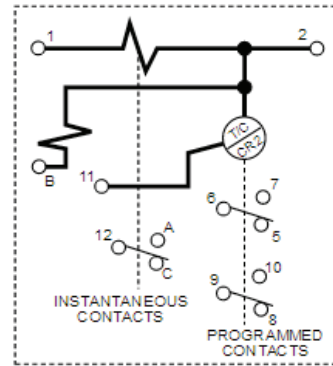 1
2
T/C
CR2
B
11
7
6
5
A
12
C
10
9
8
INSTANTANEOUS
CONTACTS
PROGRAMMED
CONTACTS